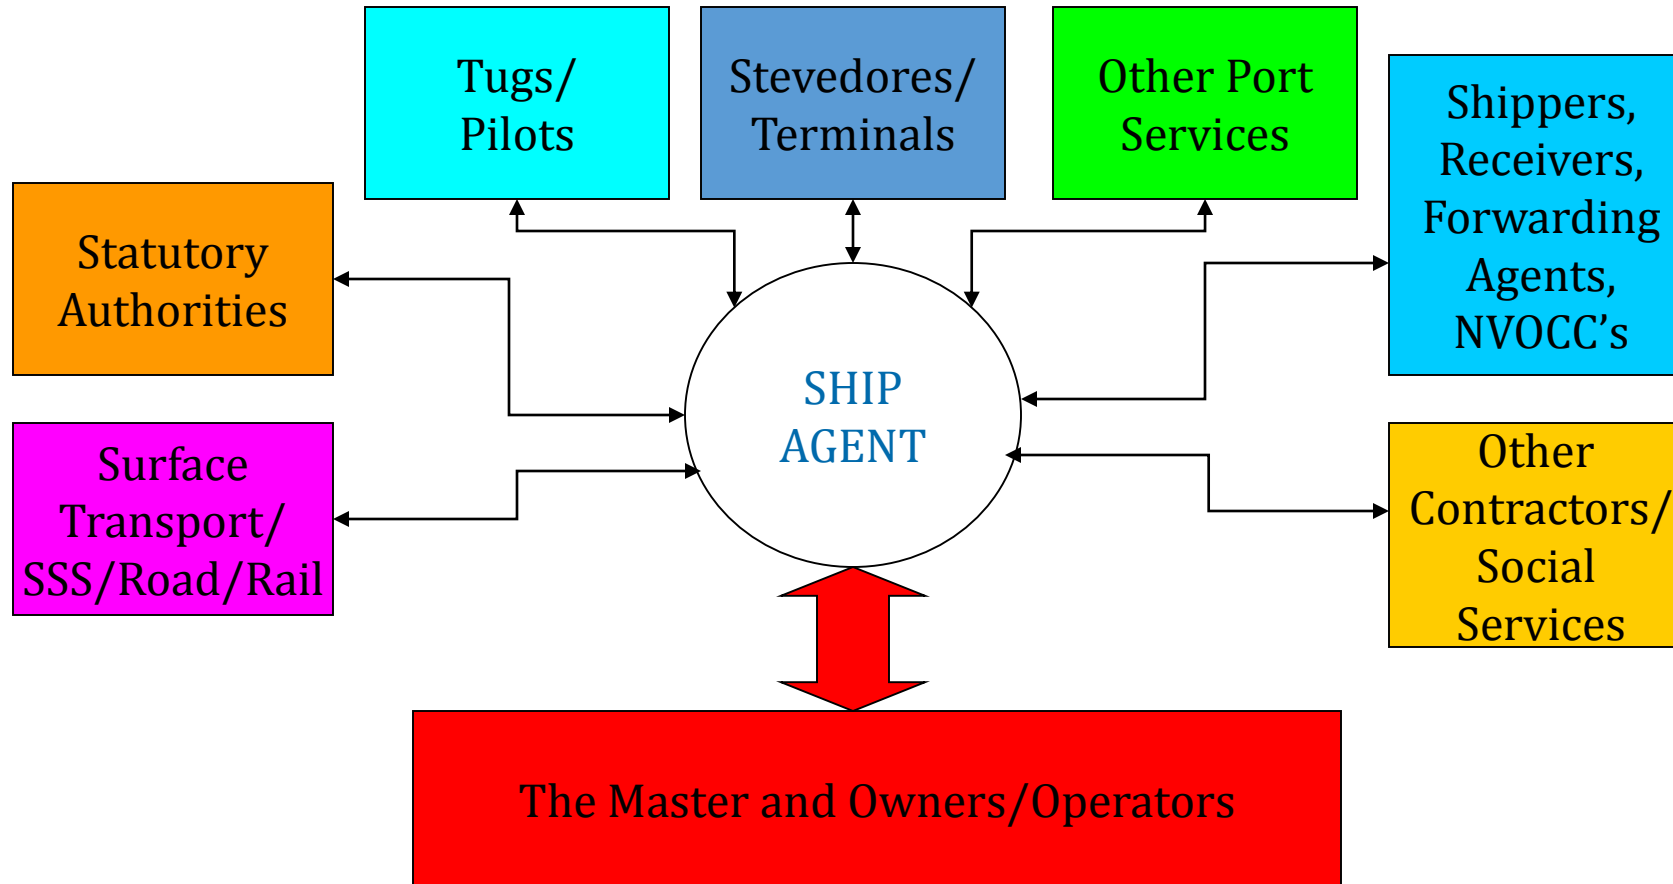 Tugs/
Pilots
Stevedores/
Terminals
Other Port
Services
Shippers,
Receivers,
Forwarding
Agents,
NVOCC’s
Statutory
Authorities
SHIP
AGENT
Surface
Transport/
SSS/Road/Rail
Other
Contractors/
Social
Services
The Master and Owners/Operators